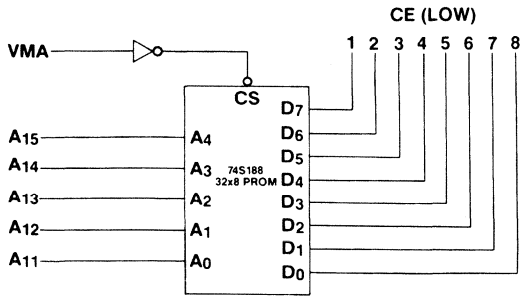 CE (LOW)
1 2 3 4 5 6 7 8
VMA
CS
D7
D6
D5
D4
D3
D2
D1
D0
A15 A4
A14 A3
A13 A2
A12 A1
A11 A0
74S188
32x8 PROM